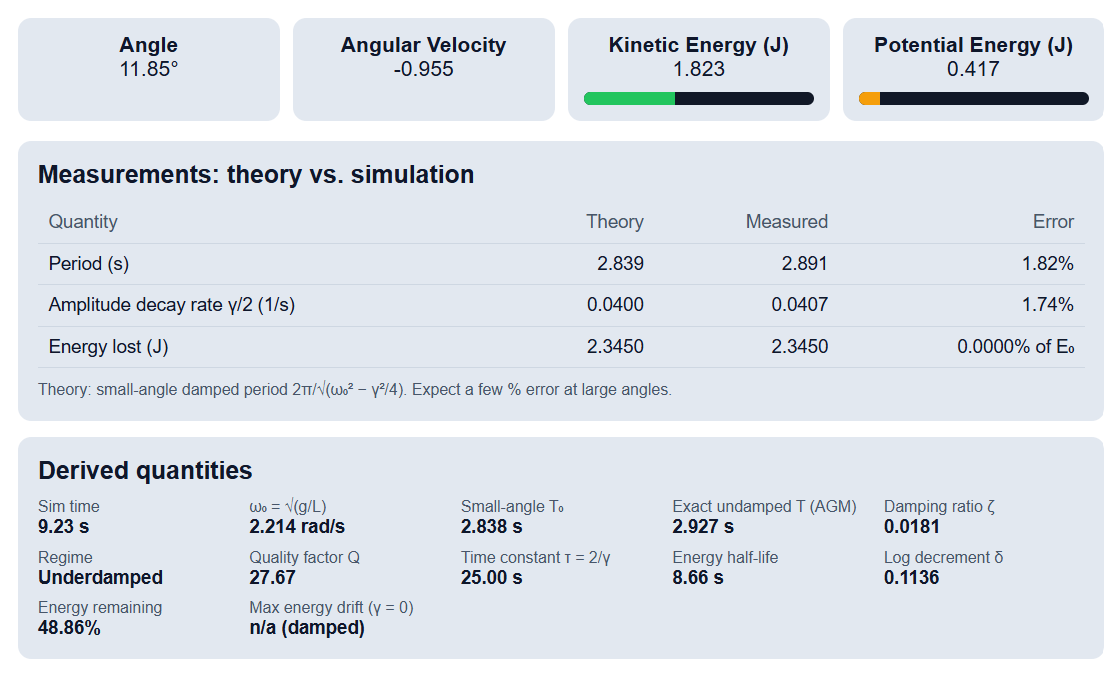 Angle
11.85°
Angular Velocity
-0.955
Kinetic Energy (J)
1.823
Potential Energy (J)
0.417
Measurements: theory vs. simulation
Quantity Theory Measured Error
Period (s) 2.839 2.891 1.82%
Amplitude decay rate γ/2 (1/s) 0.0400 0.0407 1.74%
Energy lost (J) 2.3450 2.3450 0.0000% of E₀
Theory: small-angle damped period 2π/√(ω₀² − γ²/4). Expect a few % error at large angles.
Derived quantities
Sim time
9.23 s
ω₀ = √(g/L)
2.214 rad/s
Small-angle T₀
2.838 s
Exact undamped T (AGM)
2.927 s
Damping ratio ζ
0.0181
Regime
Underdamped
Quality factor Q
27.67
Time constant τ = 2/γ
25.00 s
Energy half-life
8.66 s
Log decrement δ
0.1136
Energy remaining
48.86%
Max energy drift (γ = 0)
n/a (damped)